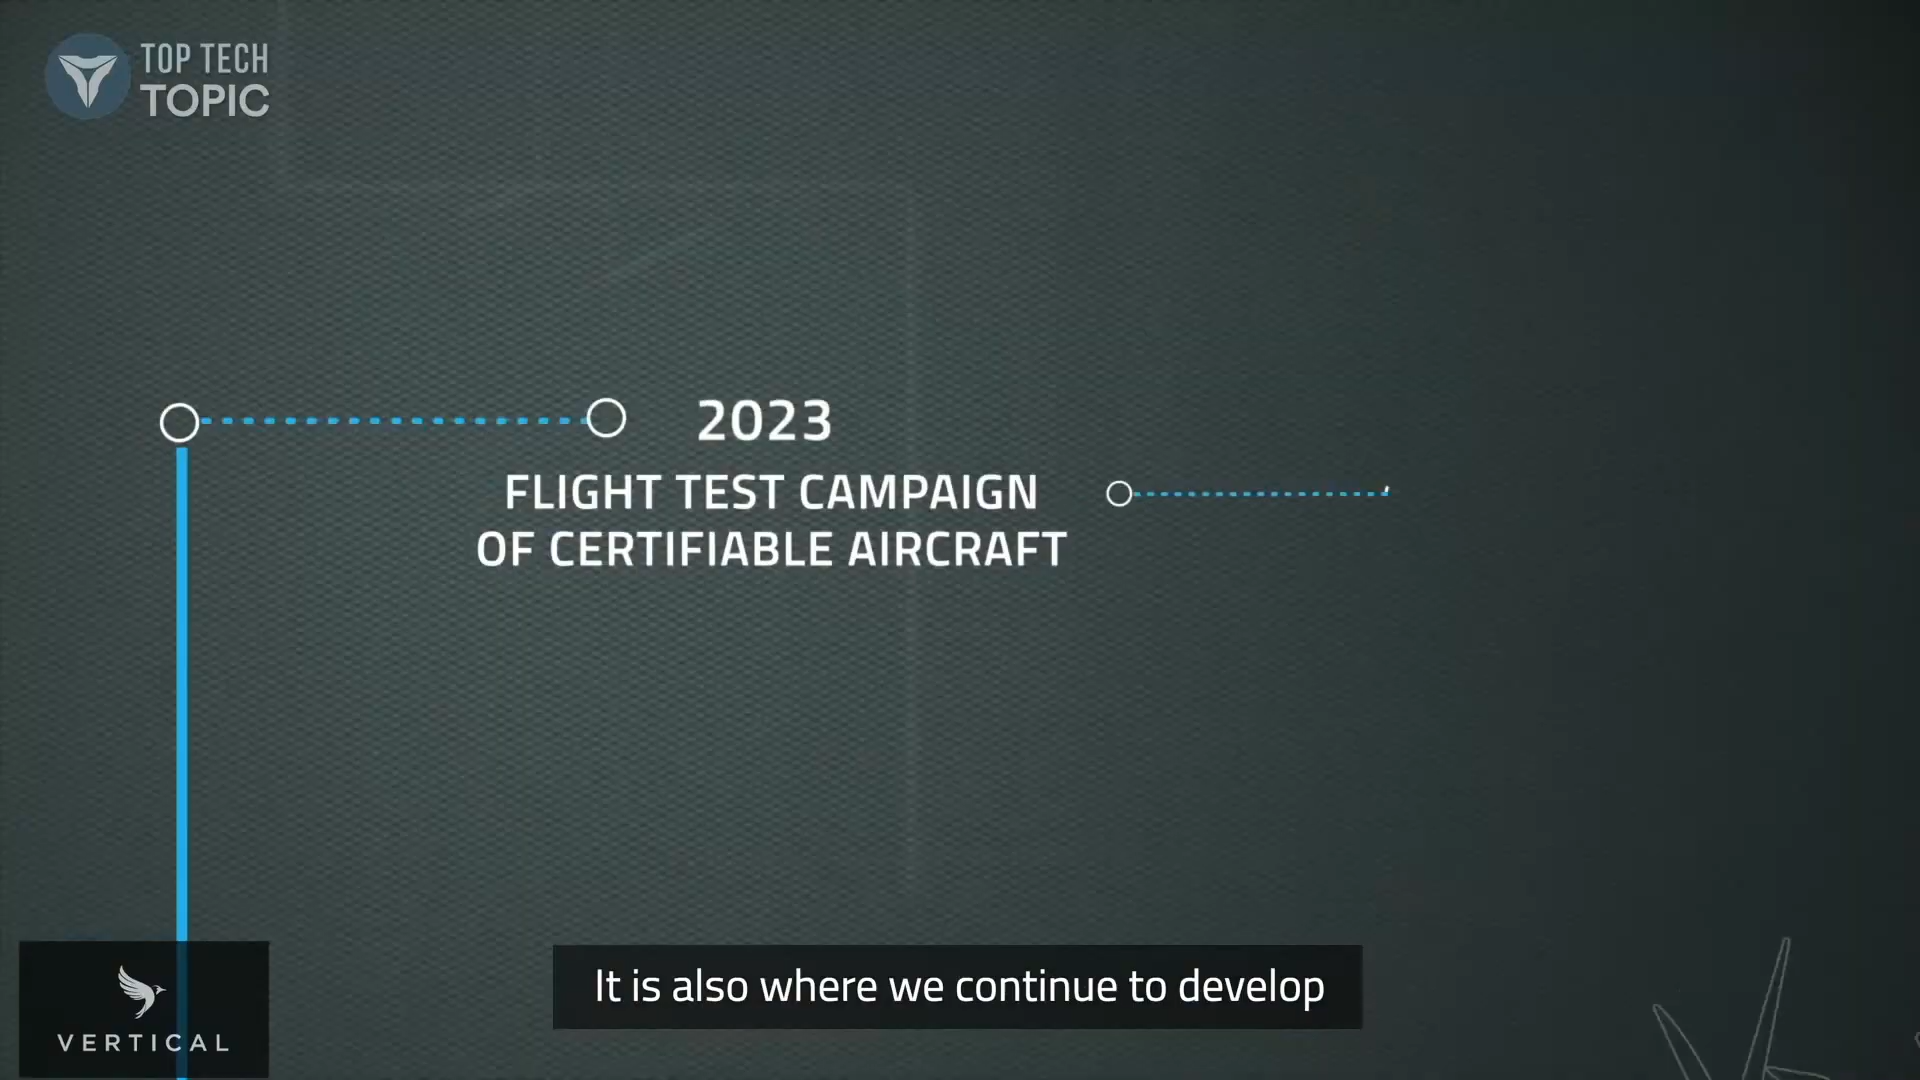 TOP TECH
TOPIC
2023
FLIGHT TEST CAMPAIGN
OF CERTIFIABLE AIRCRAFT
It is also where we continue to develop
VERTICAL